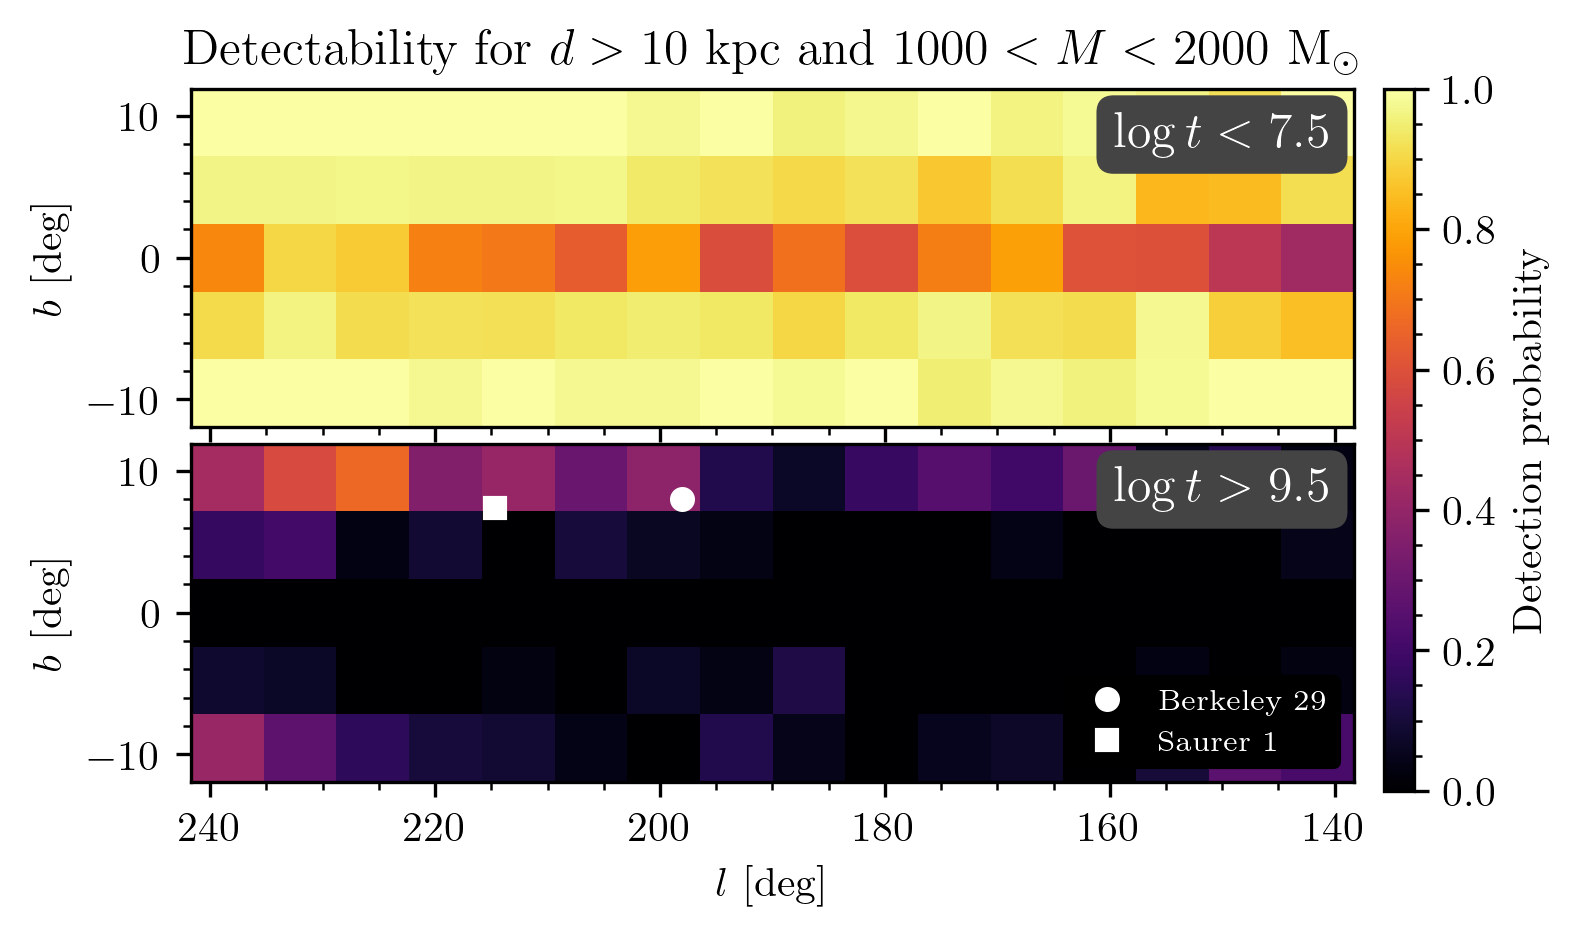 Detectability for d > 10 kpc and 1000 < M < 2000 M⊙
log t < 7.5
10
0
−10
b [deg]
log t > 9.5
10
0
−10
b [deg]
Berkeley 29
Saurer 1
240 220 200 180 160 140
l [deg]
1.0
0.8
0.6
0.4
0.2
0.0
Detection probability